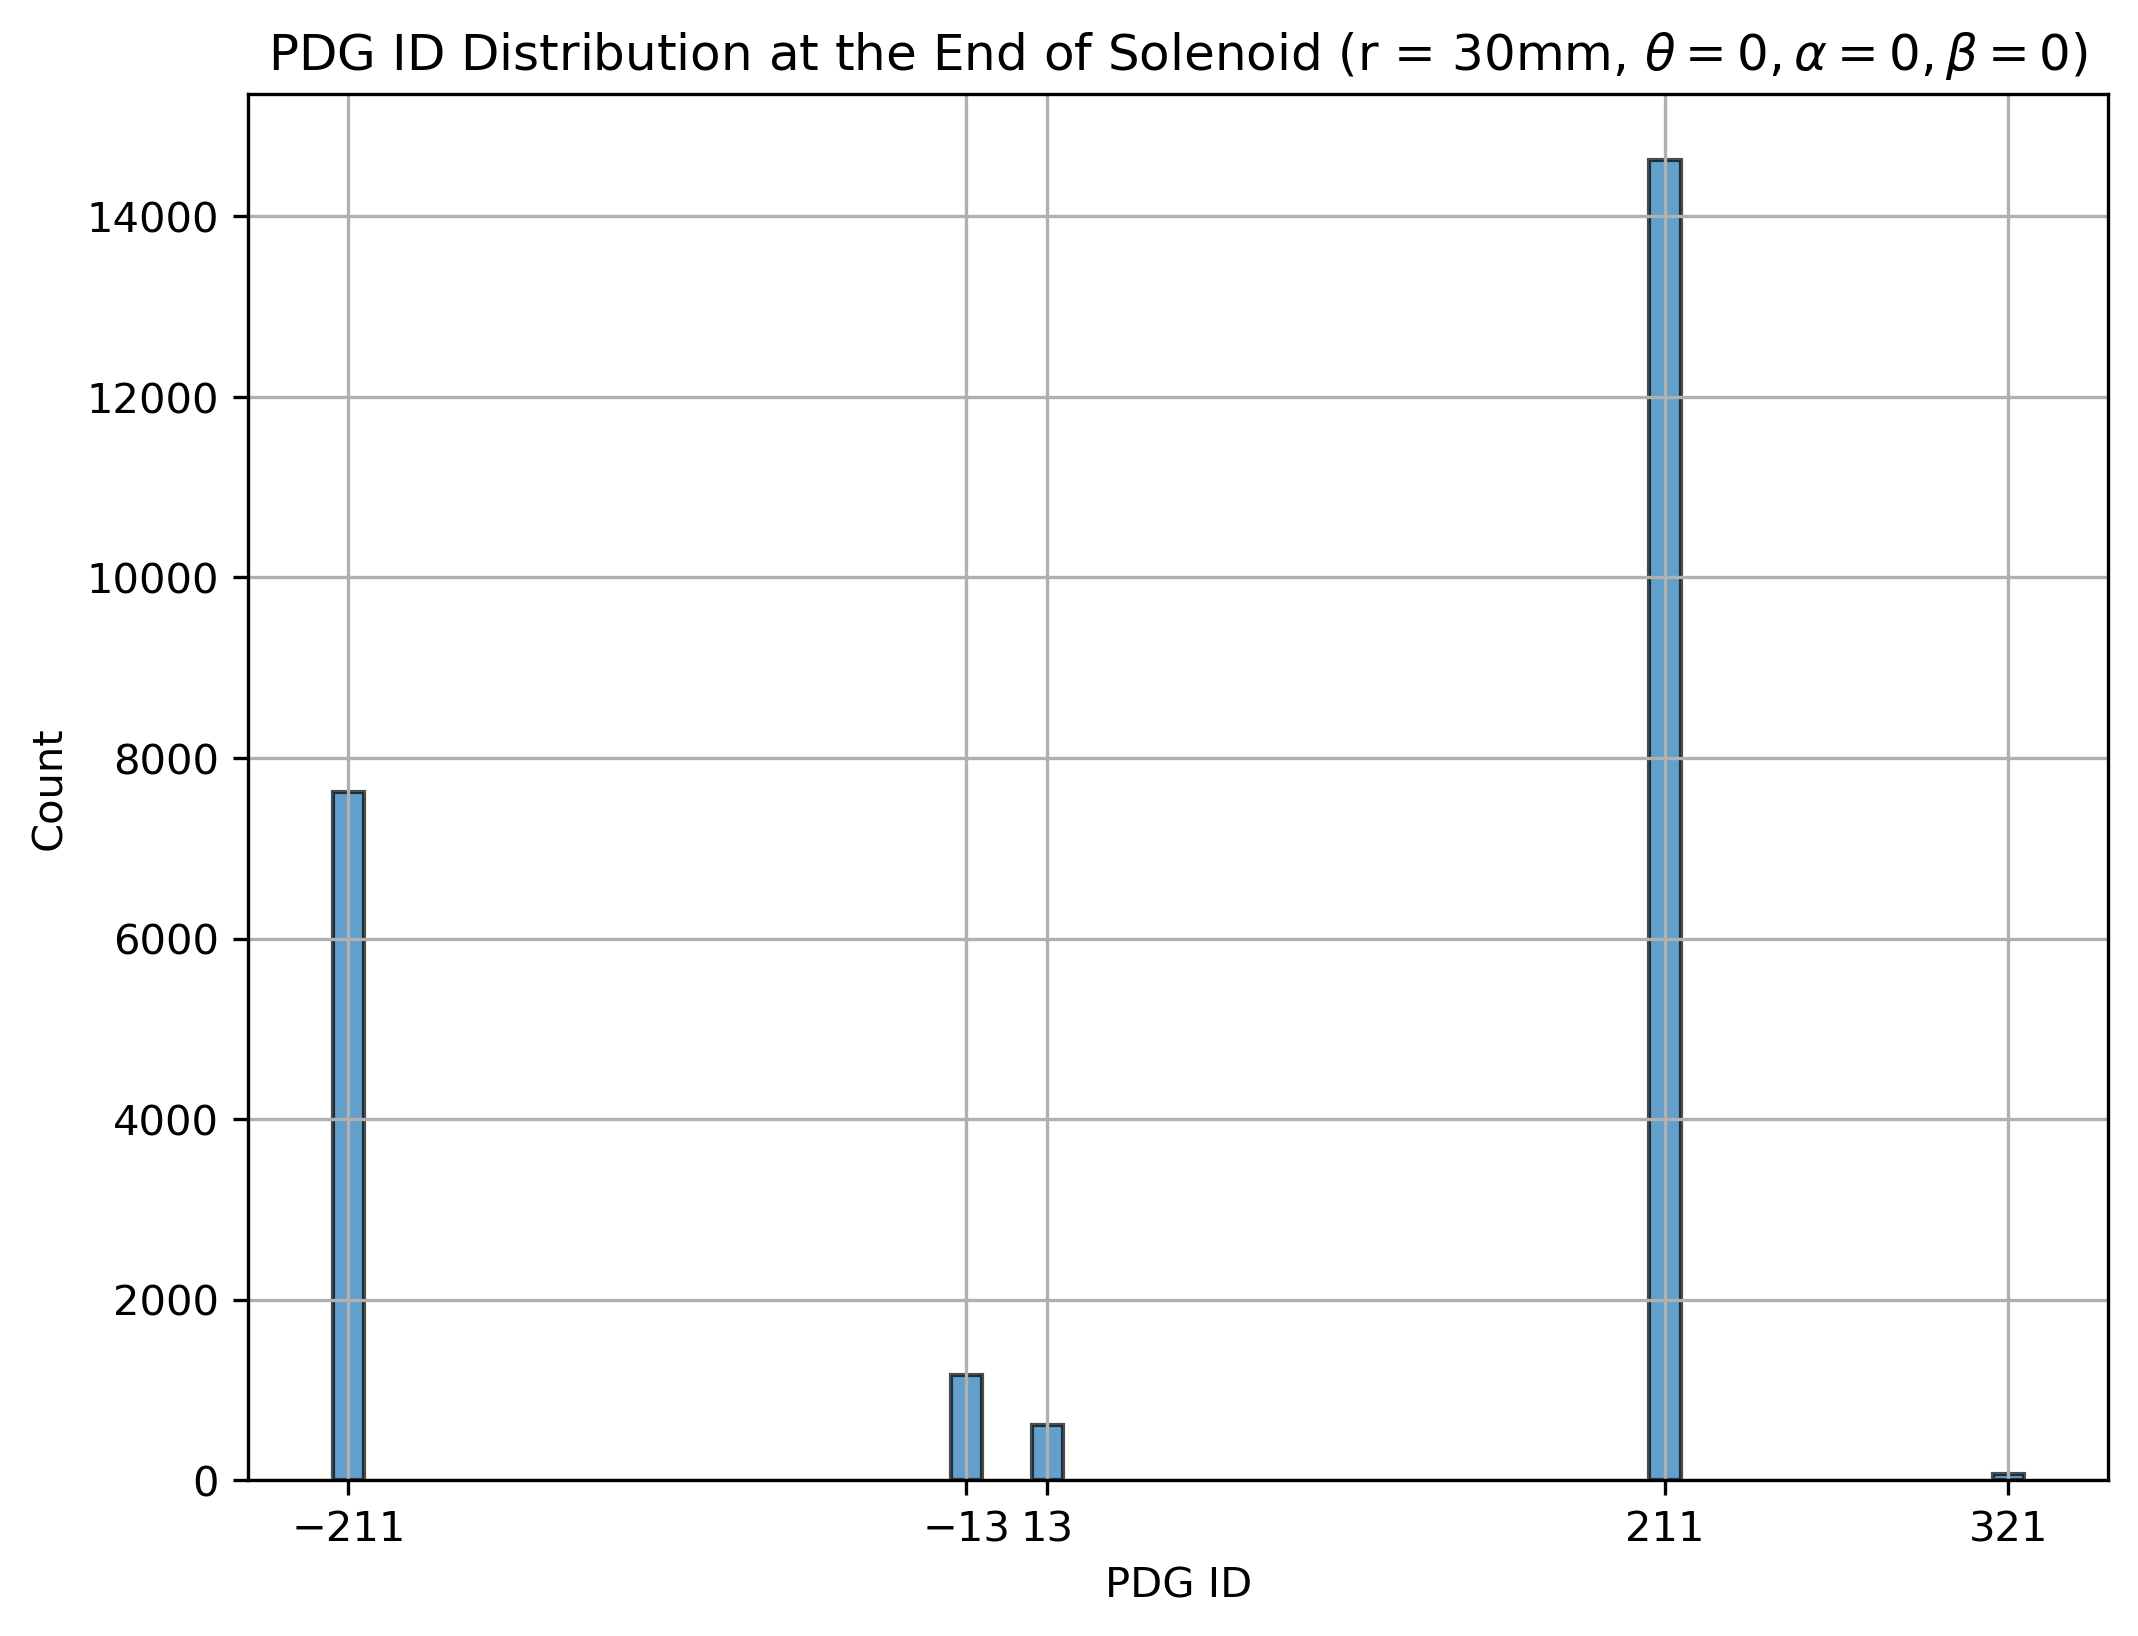 PDG ID Distribution at the End of Solenoid (r = 30mm, θ = 0, α = 0, β = 0)
14000
12000
10000
8000
6000
4000
2000
0
Count
−211 −13 13 211 321
PDG ID